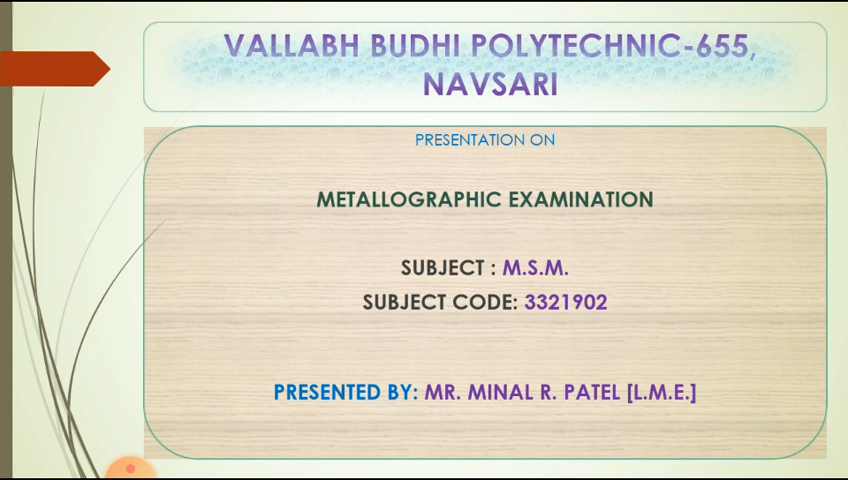 VALLABH BUDHI POLYTECHNIC-655,
NAVSARI
PRESENTATION ON
METALLOGRAPHIC EXAMINATION
SUBJECT : M.S.M.
SUBJECT CODE: 3321902
PRESENTED BY: MR. MINAL R. PATEL [L.M.E.]